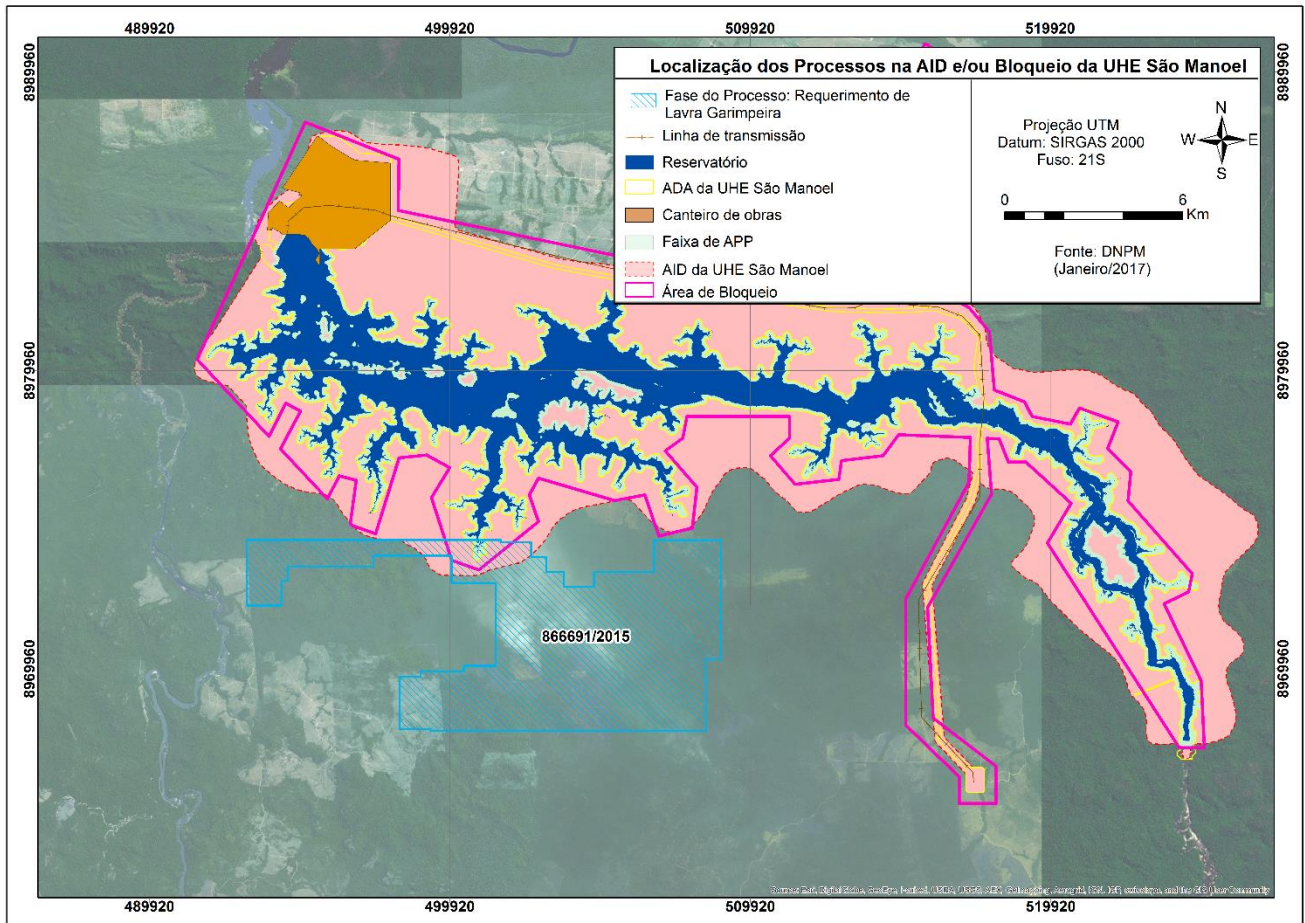 489920 499920 509920 519920
8989960 8989960
Localização dos Processos na AID e/ou Bloqueio da UHE São Manoel
Fase do Processo: Requerimento de
Lavra Garimpeira
Linha de transmissão
Reservatório
ADA da UHE São Manoel
Canteiro de obras
Faixa de APP
AID da UHE São Manoel
Área de Bloqueio
Projeção UTM
Datum: SIRGAS 2000
Fuso: 21S
N
W E
S
0 6
Km
Fonte: DNPM
(Janeiro/2017)
8979960 8979960
866691/2015
8969960 8969960
489920 499920 509920 519920